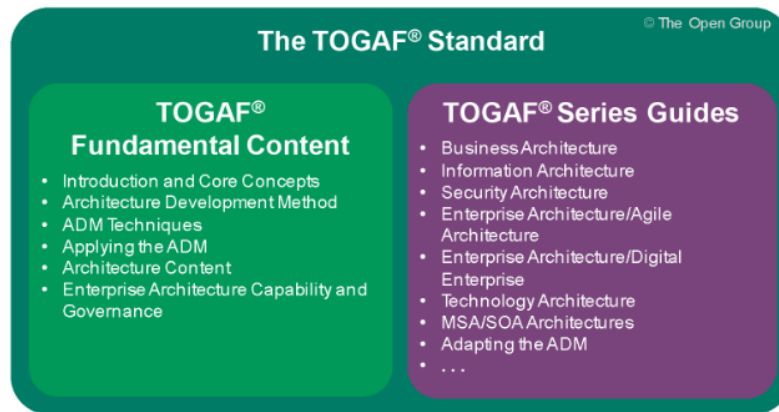 © The Open Group
The TOGAF® Standard
TOGAF®
Fundamental Content
• Introduction and Core Concepts
• Architecture Development Method
• ADM Techniques
• Applying the ADM
• Architecture Content
• Enterprise Architecture Capability and
Governance
TOGAF® Series Guides
• Business Architecture
• Information Architecture
• Security Architecture
• Enterprise Architecture/Agile
Architecture
• Enterprise Architecture/Digital
Enterprise
• Technology Architecture
• MSA/SOA Architectures
• Adapting the ADM
• . . .